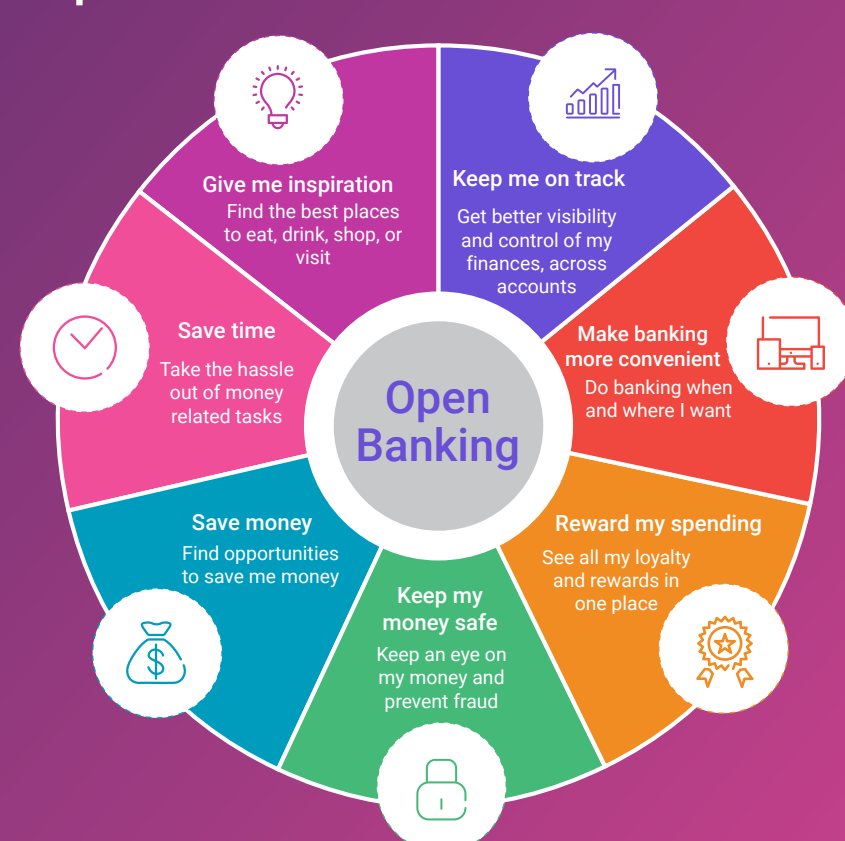 Open
Banking
Keep me on track
Get better visibility
and control of my
finances, across
accounts
Make banking
more convenient
Do banking when
and where I want
Reward my spending
See all my loyalty
and rewards in
one place
Keep my
money safe
Keep an eye on
my money and
prevent fraud
Save money
Find opportunities
to save me money
Save time
Take the hassle
out of money
related tasks
Give me inspiration
Find the best places
to eat, drink, shop, or
visit
$